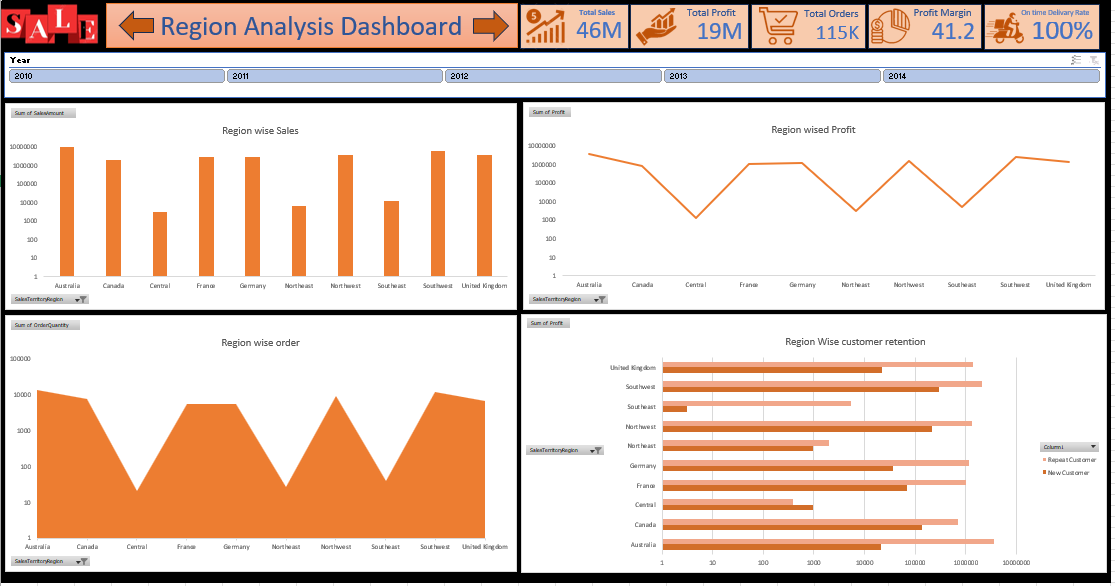 SALE
Region Analysis Dashboard
Total Sales
46M
Total Profit
19M
Total Orders
115K
Profit Margin
41.2
On time Delivary Rate
100%
Year
2010 2011 2012 2013 2014
Sum of SalesAmount
Region wise Sales
10000000
1000000
100000
10000
1000
100
10
1
Australia Canada Central France Germany Northeast Northwest Southeast Southwest United Kingdom
SalesTerritoryRegion
Sum of Profit
Region wised Profit
10000000
1000000
100000
10000
1000
100
10
1
Australia Canada Central France Germany Northeast Northwest Southeast Southwest United Kingdom
SalesTerritoryRegion
Sum of OrderQuantity
Region wise order
100000
10000
1000
100
10
1
Australia Canada Central France Germany Northeast Northwest Southeast Southwest United Kingdom
SalesTerritoryRegion
Sum of Profit
Region Wise customer retention
United Kingdom
Southwest
Southeast
Northwest
Northeast
Germany
France
Central
Canada
Australia
1 10 100 1000 10000 100000 1000000 10000000
SalesTerritoryRegion
Column1
Repeat Customer
New Customer